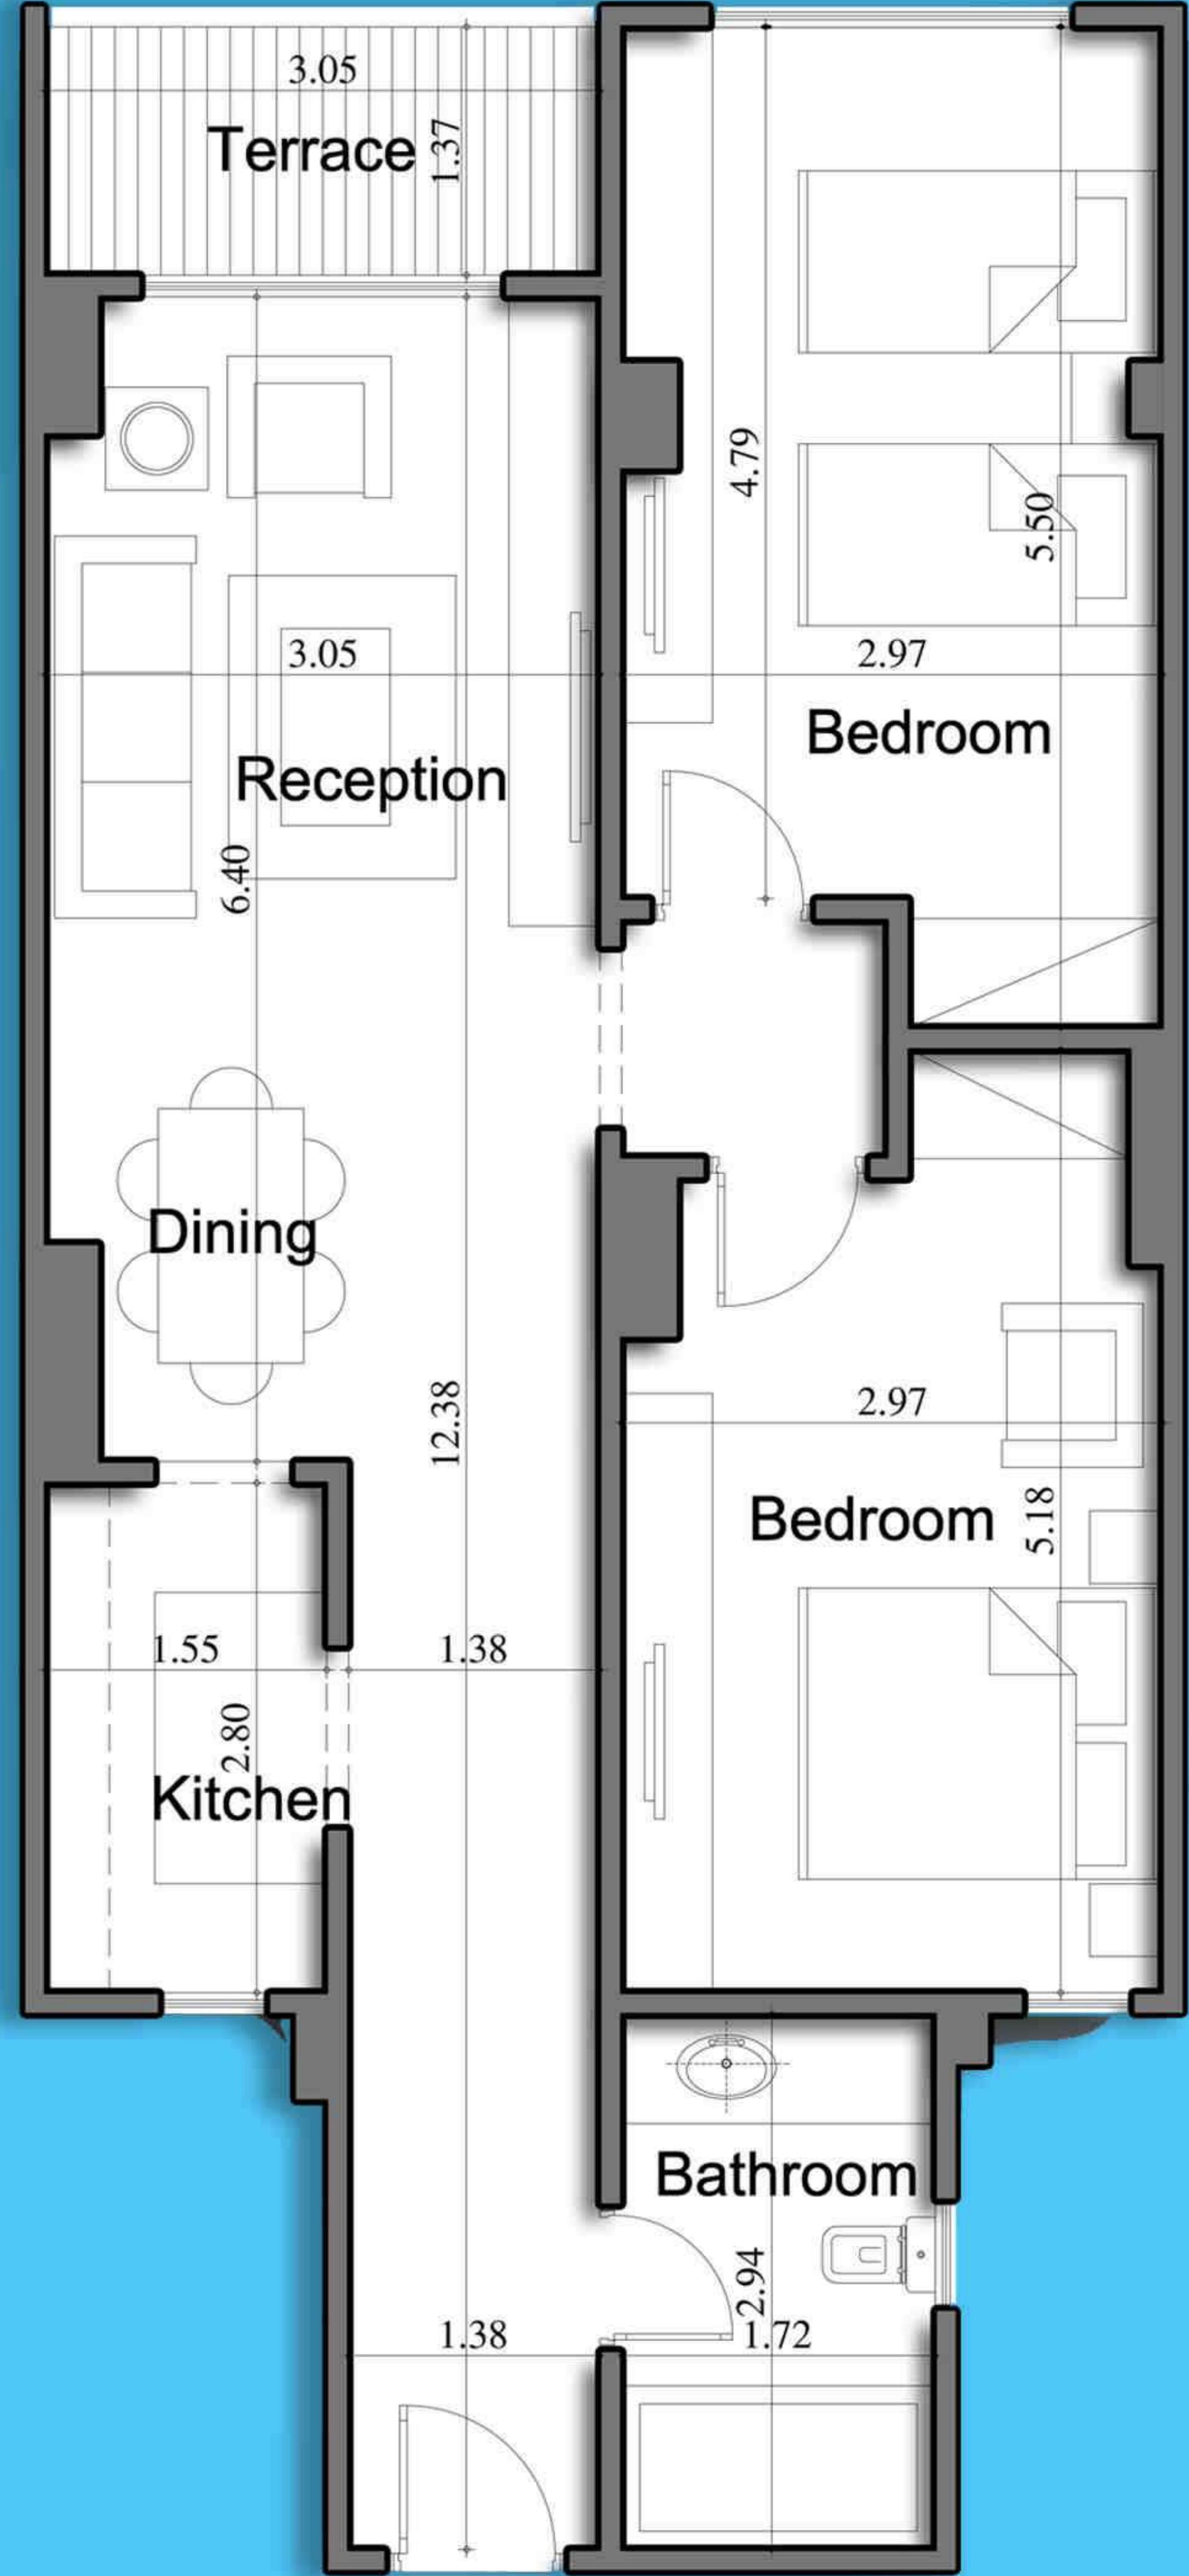 3.05
Terrace
1.37
4.79
5.50
3.05
2.97
Bedroom
Reception
6.40
Dining
12.38
2.97
Bedroom
5.18
1.55
1.38
2.80
Kitchen
Bathroom
2.94
1.38
1.72